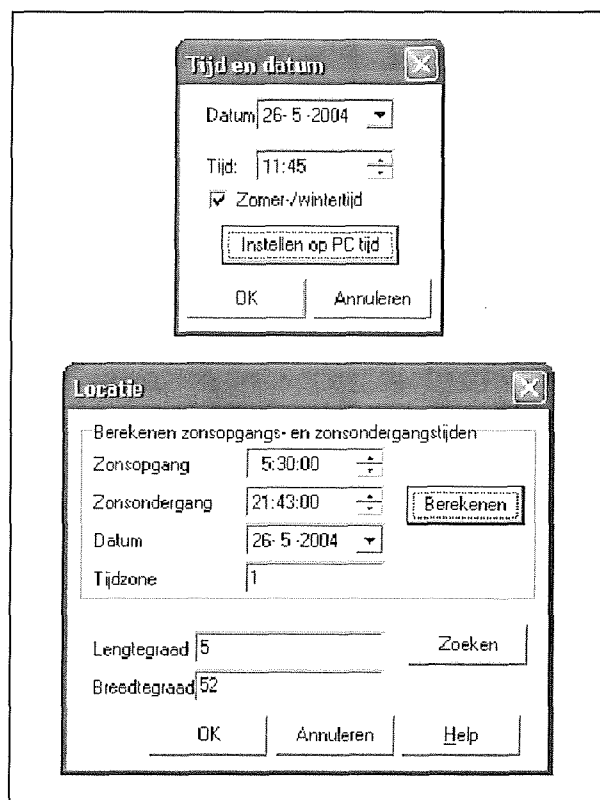 Tijd en datum
Datum 26- 5 -2004
Tijd: 11:45
Zomer-/wintertijd
Instellen op PC tijd
OK Annuleren
Locatie
Berekenen zonsopgangs- en zonsondergangstijden
Zonsopgang 5:30:00
Zonsondergang 21:43:00 Berekenen
Datum 26- 5 -2004
Tijdzone 1
Lengtegraad 5 Zoeken
Breedtegraad 52
OK Annuleren Help